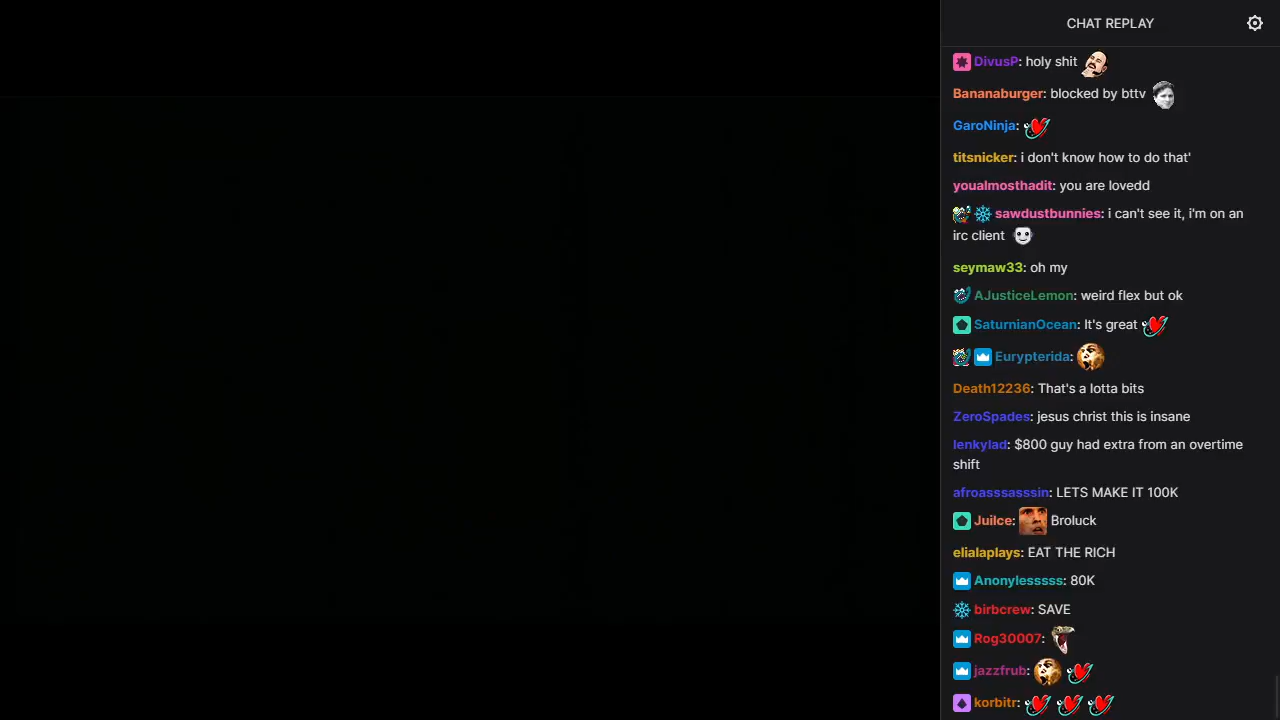 CHAT REPLAY
DivusP: holy shit
Bananaburger: blocked by bttv
GaroNinja:
titsnicker: i don't know how to do that'
youalmosthadit: you are lovedd
sawdustbunnies: i can't see it, i'm on an
irc client
seymaw33: oh my
AJusticeLemon: weird flex but ok
SaturnianOcean: It's great
Eurypterida:
Death12236: That's a lotta bits
ZeroSpades: jesus christ this is insane
lenkylad: $800 guy had extra from an overtime
shift
afroasssasssin: LETS MAKE IT 100K
Juilce: Broluck
elialaplays: EAT THE RICH
Anonylesssss: 80K
birbcrew: SAVE
Rog30007:
jazzfrub:
korbitr: